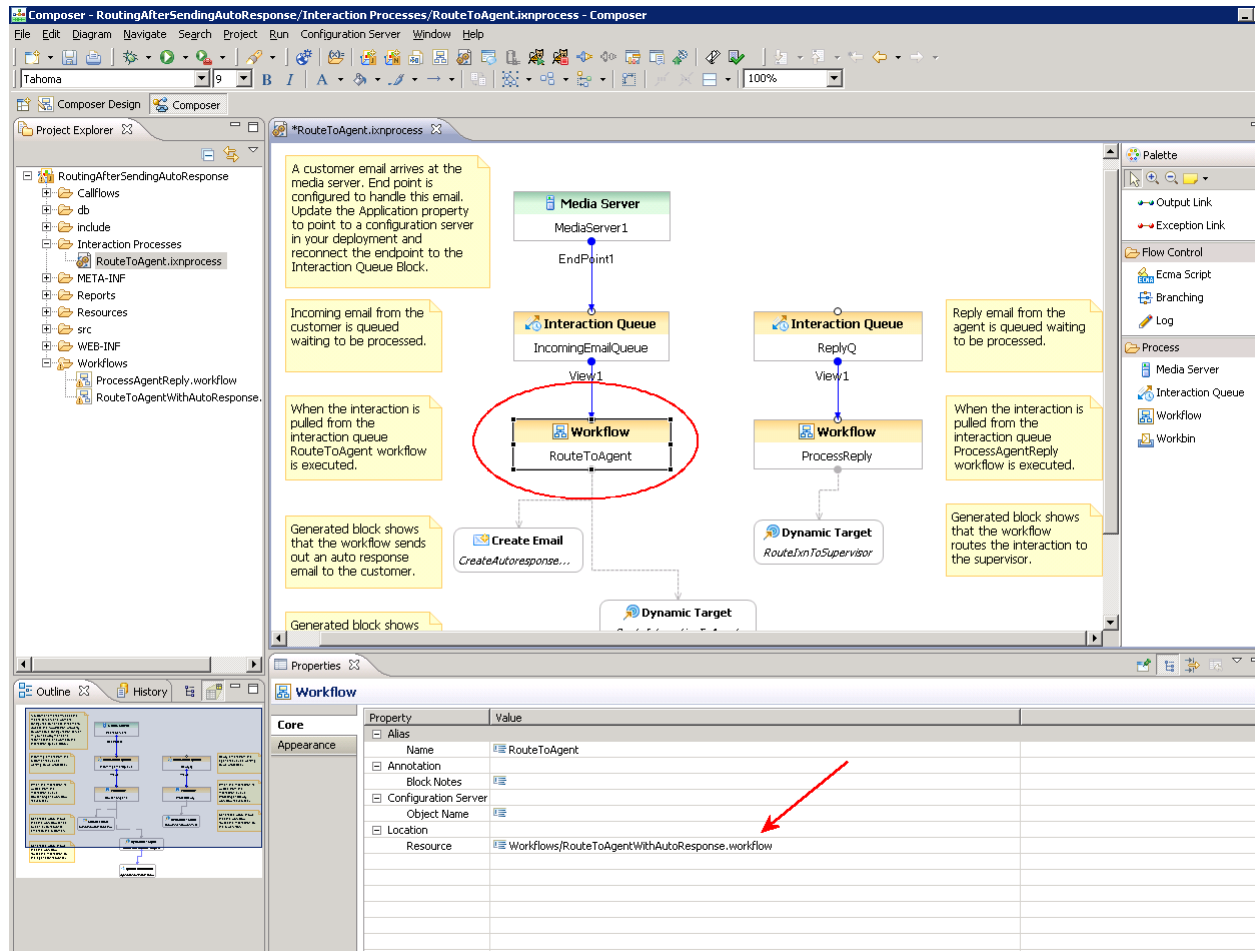 Composer - RoutingAfterSendingAutoResponse/Interaction Processes/RouteToAgent.ixnprocess - Composer
File Edit Diagram Navigate Search Project Run Configuration Server Window Help
Tahoma 9 B I A 100%
Composer Design Composer
Project Explorer
RoutingAfterSendingAutoResponse
Callflows
db
include
Interaction Processes
RouteToAgent.ixnprocess
META-INF
Reports
Resources
src
WEB-INF
Workflows
ProcessAgentReply.workflow
RouteToAgentWithAutoResponse.
*RouteToAgent.ixnprocess
A customer email arrives at the
media server. End point is
configured to handle this email.
Update the Application property
to point to a configuration server
in your deployment and
reconnect the endpoint to the
Interaction Queue Block.
Media Server
MediaServer1
EndPoint1
Incoming email from the
customer is queued
waiting to be processed.
Interaction Queue
IncomingEmailQueue
View1
Interaction Queue
ReplyQ
View1
Reply email from the
agent is queued waiting
to be processed.
When the interaction is
pulled from the
interaction queue
RouteToAgent workflow
is executed.
Workflow
RouteToAgent
Workflow
ProcessReply
When the interaction is
pulled from the
interaction queue
ProcessAgentReply
workflow is executed.
Generated block shows
that the workflow sends
out an auto response
email to the customer.
Create Email
CreateAutoresponse...
Dynamic Target
RouteIxnToSupervisor
Generated block shows
that the workflow
routes the interaction to
the supervisor.
Generated block shows
Dynamic Target
Palette
Output Link
Exception Link
Flow Control
Ecma Script
Branching
Log
Process
Media Server
Interaction Queue
Workflow
Workbin
Outline History
Properties
Workflow
Core
Appearance
Property Value
Alias
Name RouteToAgent
Annotation
Block Notes
Configuration Server
Object Name
Location
Resource Workflows/RouteToAgentWithAutoResponse.workflow